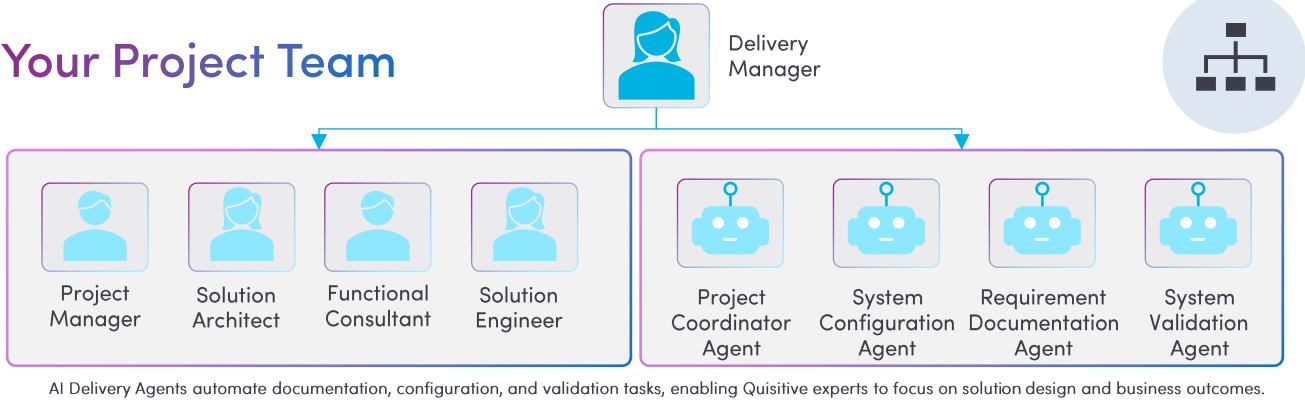 Your Project Team
Delivery
Manager
Project
Manager
Solution
Architect
Functional
Consultant
Solution
Engineer
Project
Coordinator
Agent
System
Configuration
Agent
Requirement
Documentation
Agent
System
Validation
Agent
AI Delivery Agents automate documentation, configuration, and validation tasks, enabling Quisitive experts to focus on solution design and business outcomes.